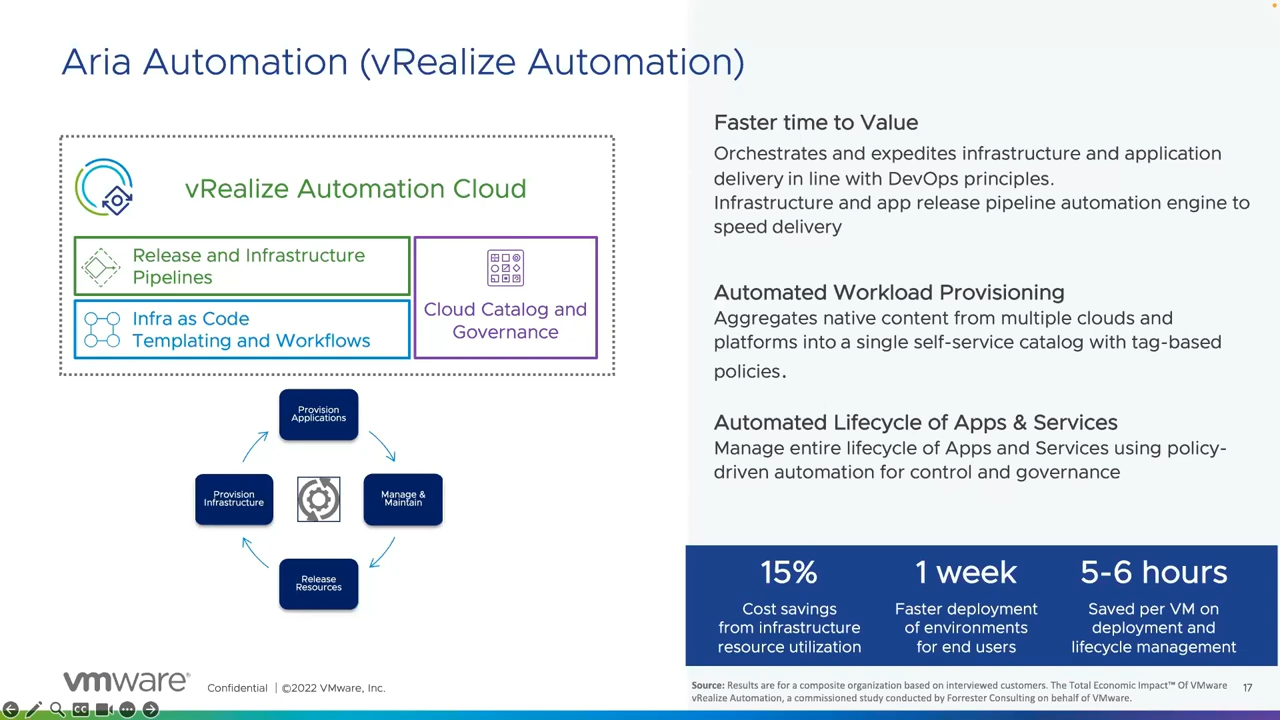 Aria Automation (vRealize Automation)
vRealize Automation Cloud
Release and Infrastructure
Pipelines
Infra as Code
Templating and Workflows
Cloud Catalog and
Governance
Provision
Applications
Provision
Infrastructure
Manage &
Maintain
Release
Resources
Faster time to Value
Orchestrates and expedites infrastructure and application
delivery in line with DevOps principles.
Infrastructure and app release pipeline automation engine to
speed delivery
Automated Workload Provisioning
Aggregates native content from multiple clouds and
platforms into a single self-service catalog with tag-based
policies.
Automated Lifecycle of Apps & Services
Manage entire lifecycle of Apps and Services using policy-
driven automation for control and governance
15%
Cost savings
from infrastructure
resource utilization
1 week
Faster deployment
of environments
for end users
5-6 hours
Saved per VM on
deployment and
lifecycle management
vmware®
Confidential | ©2022 VMware, Inc.
Source: Results are for a composite organization based on interviewed customers. The Total Economic Impact™ Of VMware
vRealize Automation, a commissioned study conducted by Forrester Consulting on behalf of VMware.
17
CC